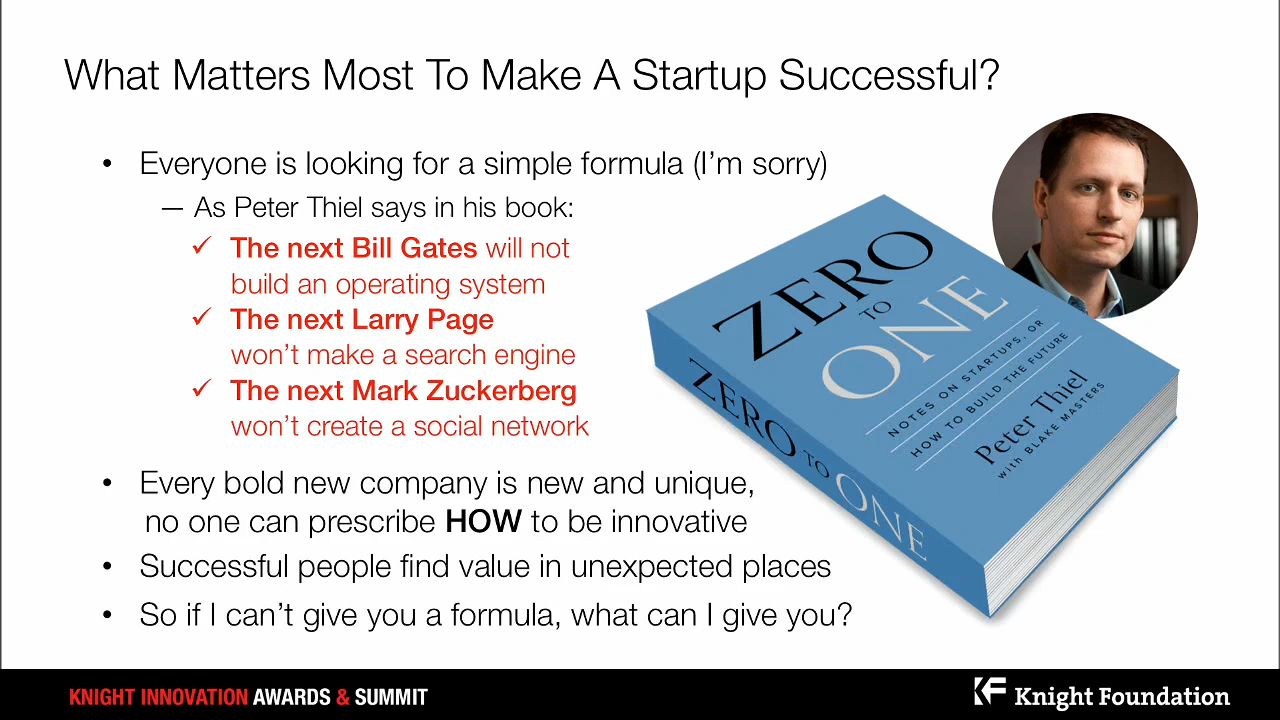 What Matters Most To Make A Startup Successful?
• Everyone is looking for a simple formula (I’m sorry)
— As Peter Thiel says in his book:
✓ The next Bill Gates will not
build an operating system
✓ The next Larry Page
won’t make a search engine
✓ The next Mark Zuckerberg
won’t create a social network
• Every bold new company is new and unique,
no one can prescribe HOW to be innovative
• Successful people find value in unexpected places
• So if I can’t give you a formula, what can I give you?
ZERO
TO
ONE
NOTES ON STARTUPS, OR
HOW TO BUILD THE FUTURE
Peter Thiel
with BLAKE MASTERS
ZERO TO ONE
KNIGHT INNOVATION AWARDS & SUMMIT
KF Knight Foundation